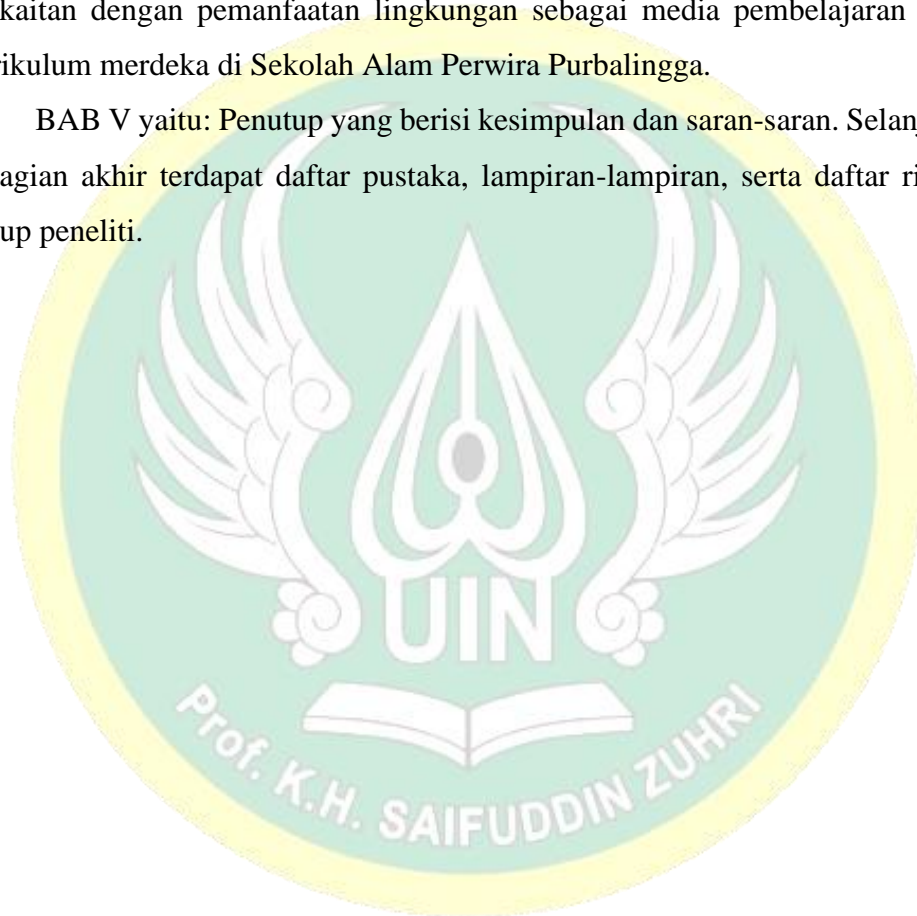 kaitan dengan pemanfaatan lingkungan sebagai media pembelajaran
rikulum merdeka di Sekolah Alam Perwira Purbalingga.
BAB V yaitu: Penutup yang berisi kesimpulan dan saran-saran. Selanj
agian akhir terdapat daftar pustaka, lampiran-lampiran, serta daftar ri
up peneliti.
UIN
Prof. K.H. SAIFUDDIN ZUHRI